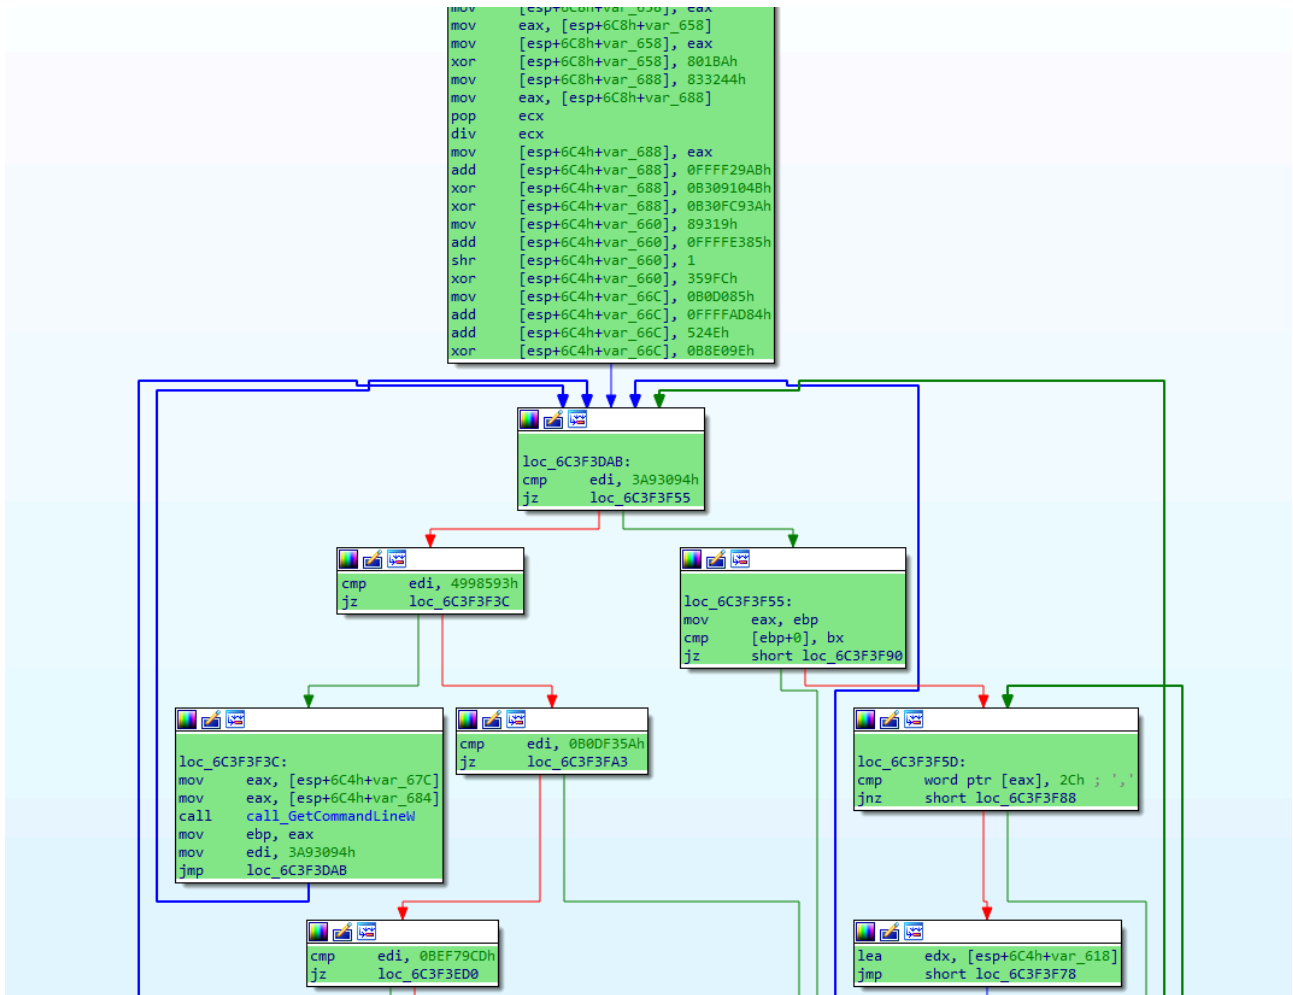 mov [esp+6C8h+var_658], eax
mov eax, [esp+6C8h+var_658]
mov [esp+6C8h+var_658], eax
xor [esp+6C8h+var_658], 801BAh
mov [esp+6C8h+var_688], 833244h
mov eax, [esp+6C8h+var_688]
pop ecx
div ecx
mov [esp+6C4h+var_688], eax
add [esp+6C4h+var_688], 0FFFF29ABh
xor [esp+6C4h+var_688], 0B309104Bh
xor [esp+6C4h+var_688], 0B30FC93Ah
mov [esp+6C4h+var_660], 89319h
add [esp+6C4h+var_660], 0FFFFE385h
shr [esp+6C4h+var_660], 1
xor [esp+6C4h+var_660], 359FCh
mov [esp+6C4h+var_66C], 0B0D085h
add [esp+6C4h+var_66C], 0FFFFAD84h
add [esp+6C4h+var_66C], 524Eh
xor [esp+6C4h+var_66C], 0B8E09Eh
loc_6C3F3DAB:
cmp edi, 3A93094h
jz loc_6C3F3F55
cmp edi, 4998593h
jz loc_6C3F3F3C
loc_6C3F3F55:
mov eax, ebp
cmp [ebp+0], bx
jz short loc_6C3F3F90
loc_6C3F3F3C:
mov eax, [esp+6C4h+var_67C]
mov eax, [esp+6C4h+var_684]
call call_GetCommandLineW
mov ebp, eax
mov edi, 3A93094h
jmp loc_6C3F3DAB
cmp edi, 0B0DF35Ah
jz loc_6C3F3FA3
loc_6C3F3F5D:
cmp word ptr [eax], 2Ch ; ','
jnz short loc_6C3F3F88
cmp edi, 0BEF79CDh
jz loc_6C3F3ED0
lea edx, [esp+6C4h+var_618]
jmp short loc_6C3F3F78